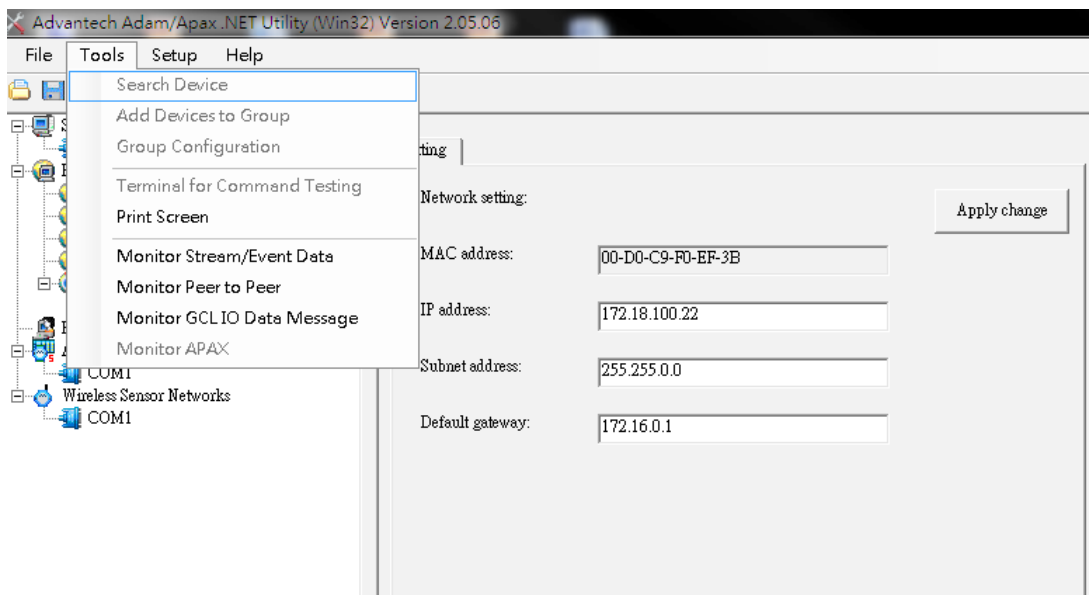 Advantech Adam/Apax .NET Utility (Win32) Version 2.05.06
File Tools Setup Help
Search Device
Add Devices to Group
Group Configuration
Terminal for Command Testing
Print Screen
Monitor Stream/Event Data
Monitor Peer to Peer
Monitor GCL IO Data Message
Monitor APAX
COM1
Wireless Sensor Networks
COM1
Network setting:
Apply change
MAC address: 00-D0-C9-F0-EF-3B
IP address: 172.18.100.22
Subnet address: 255.255.0.0
Default gateway: 172.16.0.1